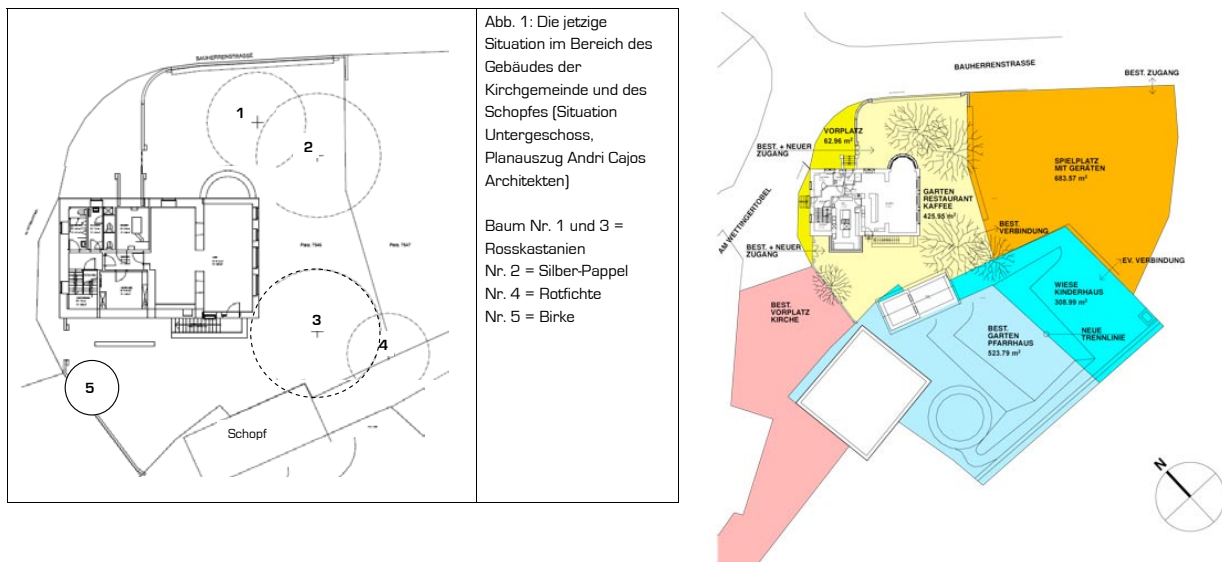 BAUHERRENSTRASSE
1
2
3
4
5
Parz. 7546
Parz. 7547
Schopf
Abb. 1: Die jetzige
Situation im Bereich des
Gebäudes der
Kirchgemeinde und des
Schopfes (Situation
Untergeschoss,
Planauszug Andri Cajos
Architekten)
Baum Nr. 1 und 3 =
Rosskastanien
Nr. 2 = Silber-Pappel
Nr. 4 = Rotfichte
Nr. 5 = Birke
BAUHERRENSTRASSE
BEST. ZUGANG
VORPLATZ
62.96 m²
BEST. + NEUER
ZUGANG
SPIELPLATZ
MIT GERÄTEN
683.57 m²
GARTEN
RESTAURANT
KAFFEE
425.95 m²
AM WETTINGERTOBEL
BEST.
VERBINDUNG
BEST. + NEUER
ZUGANG
EV. VERBINDUNG
WIESE
KINDERHAUS
308.99 m²
BEST.
VORPLATZ
KIRCHE
BEST.
GARTEN
PFARRHAUS
523.79 m²
NEUE
TRENNLINIE
N